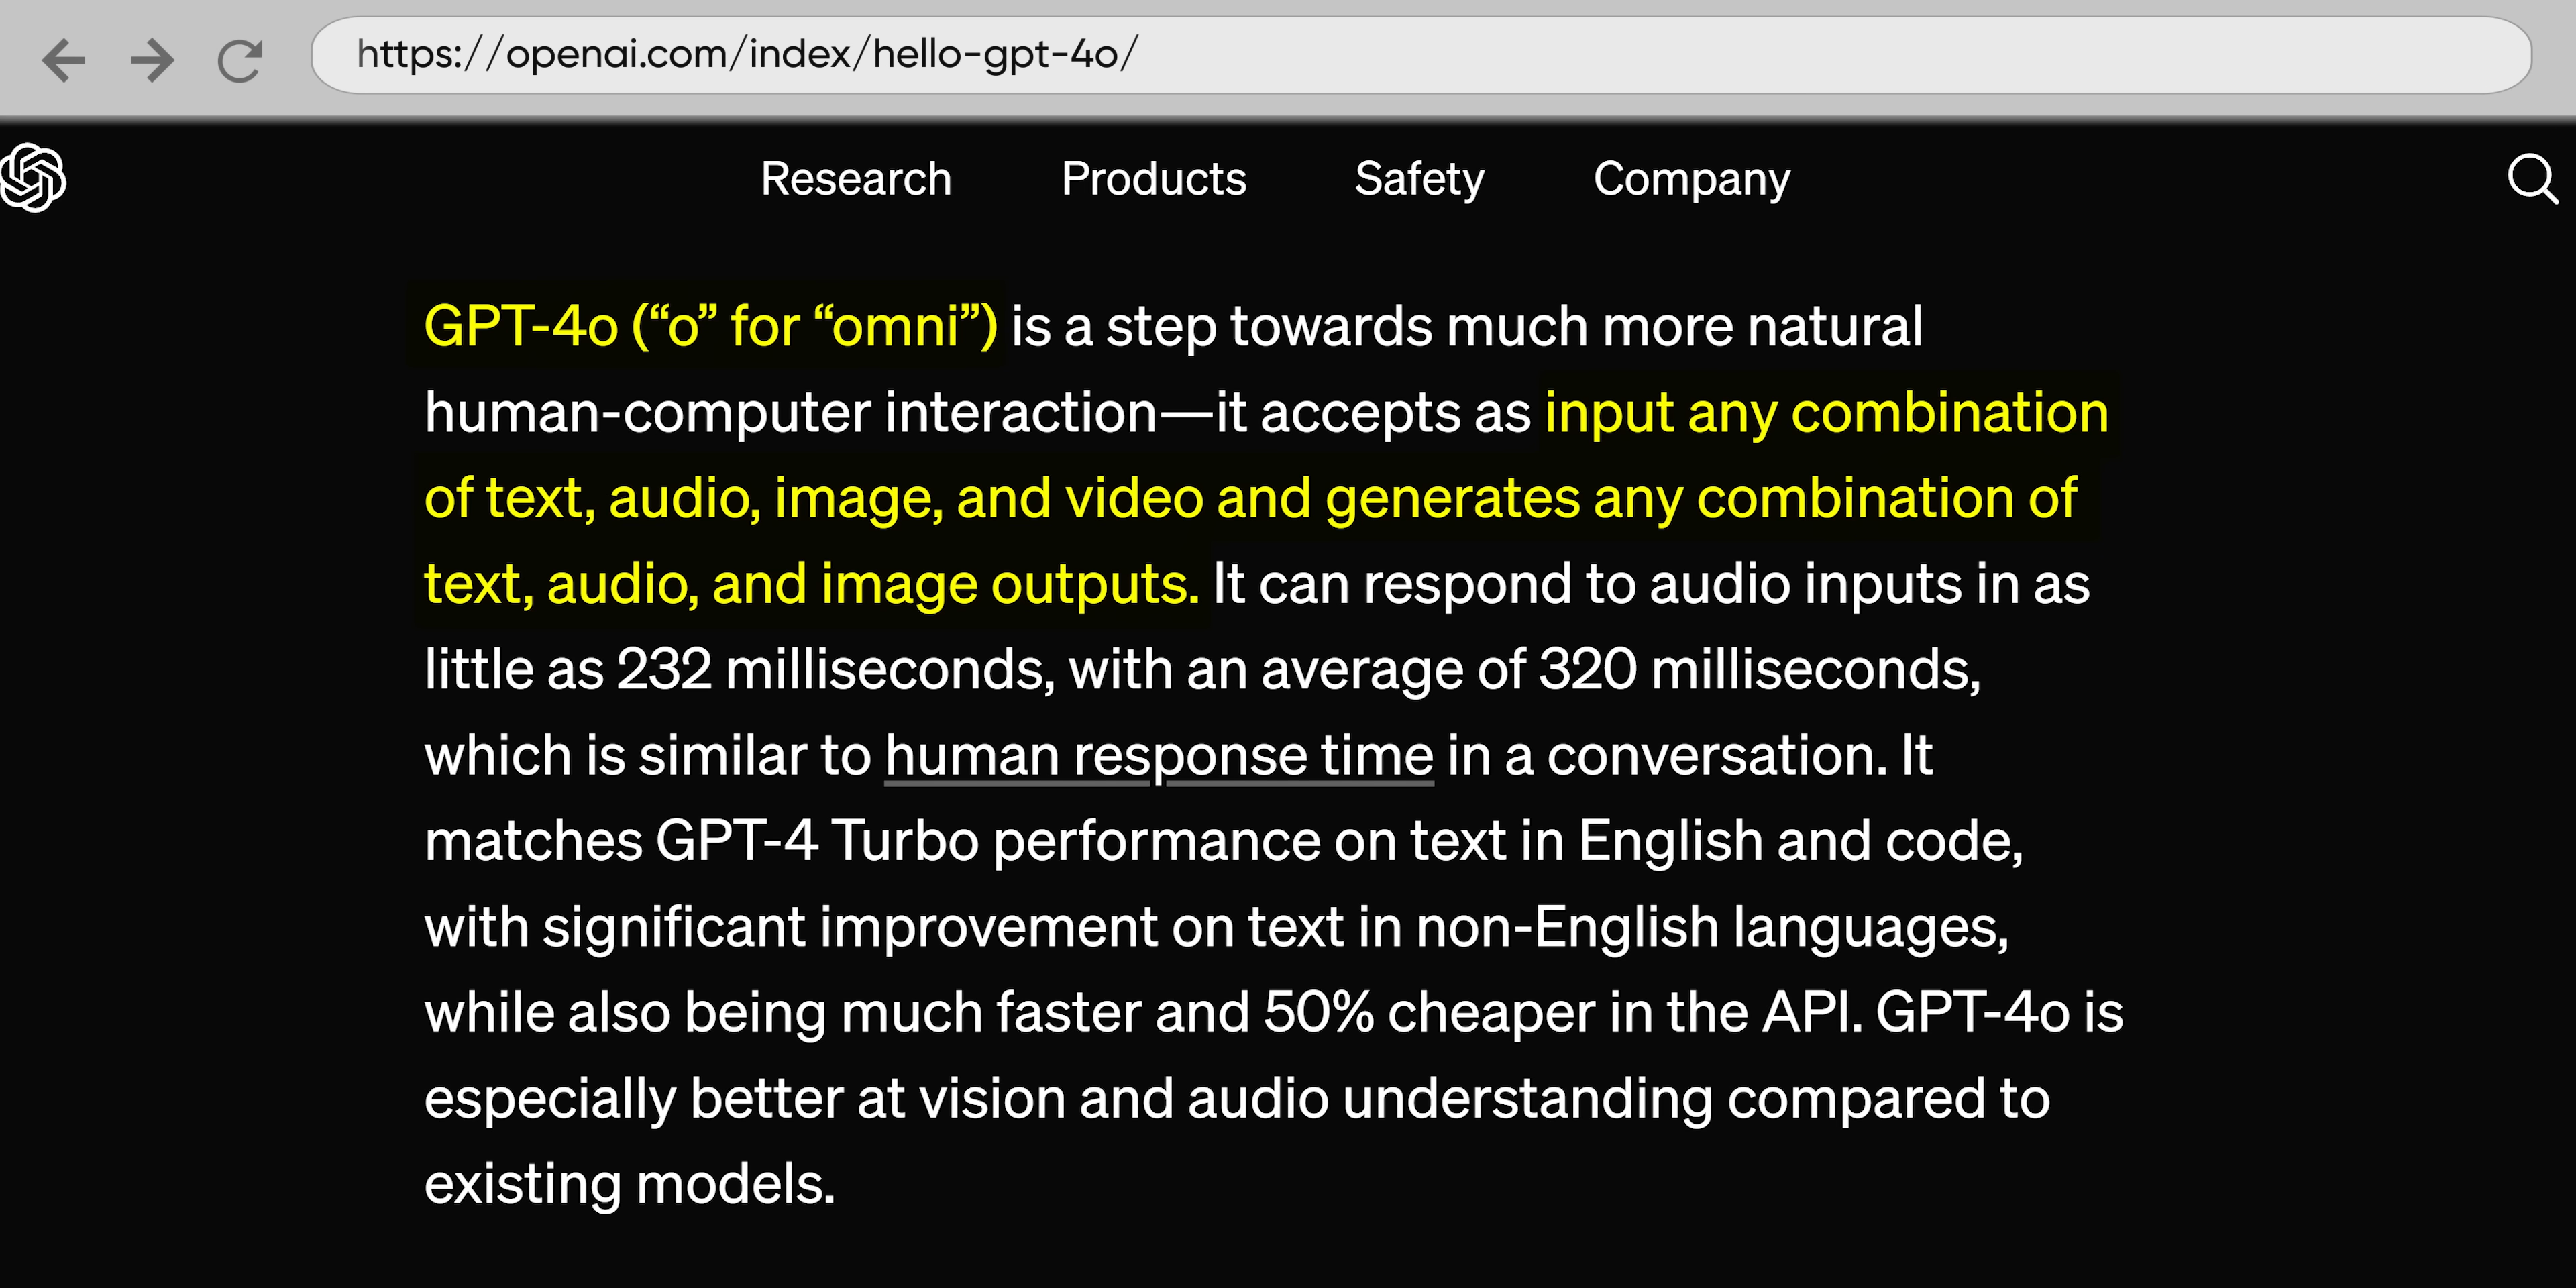 https://openai.com/index/hello-gpt-4o/
Research Products Safety Company
GPT-4o (“o” for “omni”) is a step towards much more natural
human-computer interaction—it accepts as input any combination
of text, audio, image, and video and generates any combination of
text, audio, and image outputs. It can respond to audio inputs in as
little as 232 milliseconds, with an average of 320 milliseconds,
which is similar to human response time in a conversation. It
matches GPT-4 Turbo performance on text in English and code,
with significant improvement on text in non-English languages,
while also being much faster and 50% cheaper in the API. GPT-4o is
especially better at vision and audio understanding compared to
existing models.